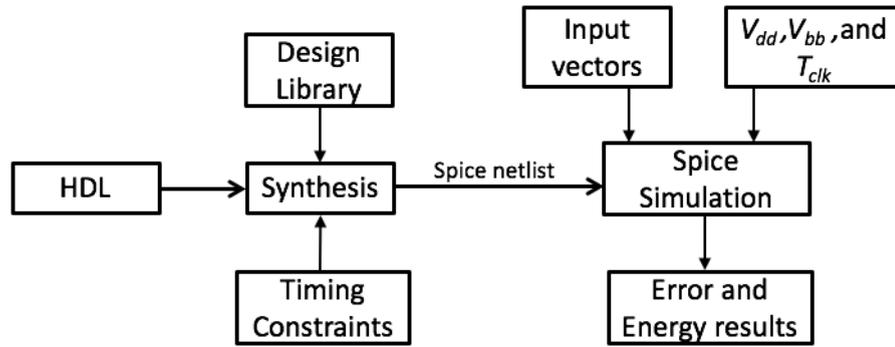 Design
Library
Input
vectors
Vdd,Vbb,and
Tclk
HDL
Synthesis
Spice netlist
Spice
Simulation
Timing
Constraints
Error and
Energy results